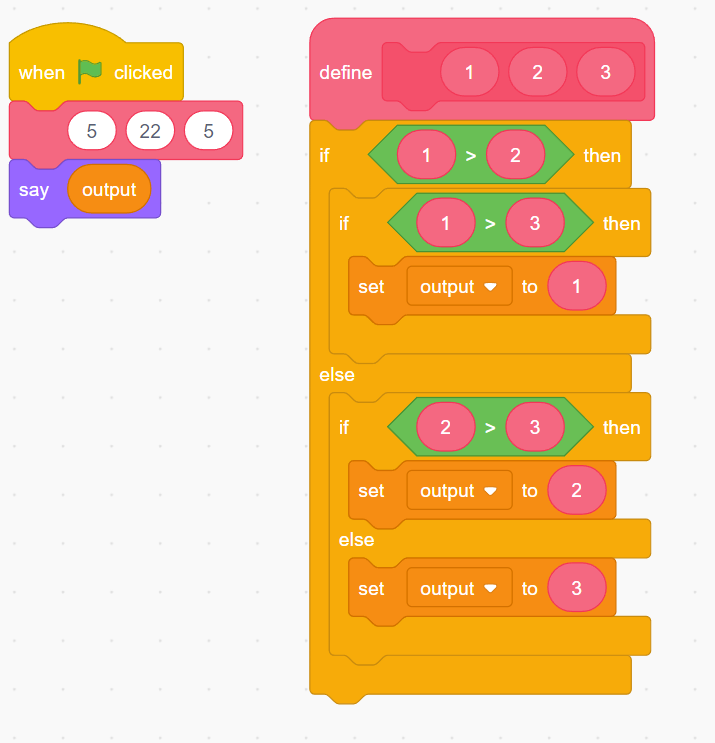 when clicked
5 22 5
say output
define 1 2 3
if 1 > 2 then
if 1 > 3 then
set output to 1
else
if 2 > 3 then
set output to 2
else
set output to 3